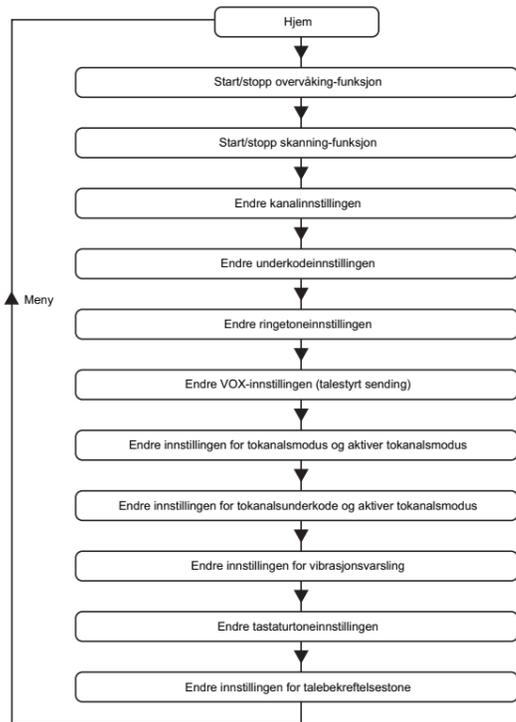 Hjem
Start/stopp overvåking-funksjon
Start/stopp skanning-funksjon
Endre kanalinnstillingen
Endre underkodeinnstillingen
Meny
Endre ringetoneinnstillingen
Endre VOX-innstillingen (talestyrt sending)
Endre innstillingen for tokanalsmodus og aktiver tokanalsmodus
Endre innstillingen for tokanalsunderkode og aktiver tokanalsmodus
Endre innstillingen for vibrasjonsvarsling
Endre tastaturtoneinnstillingen
Endre innstillingen for talebekreftelsestone